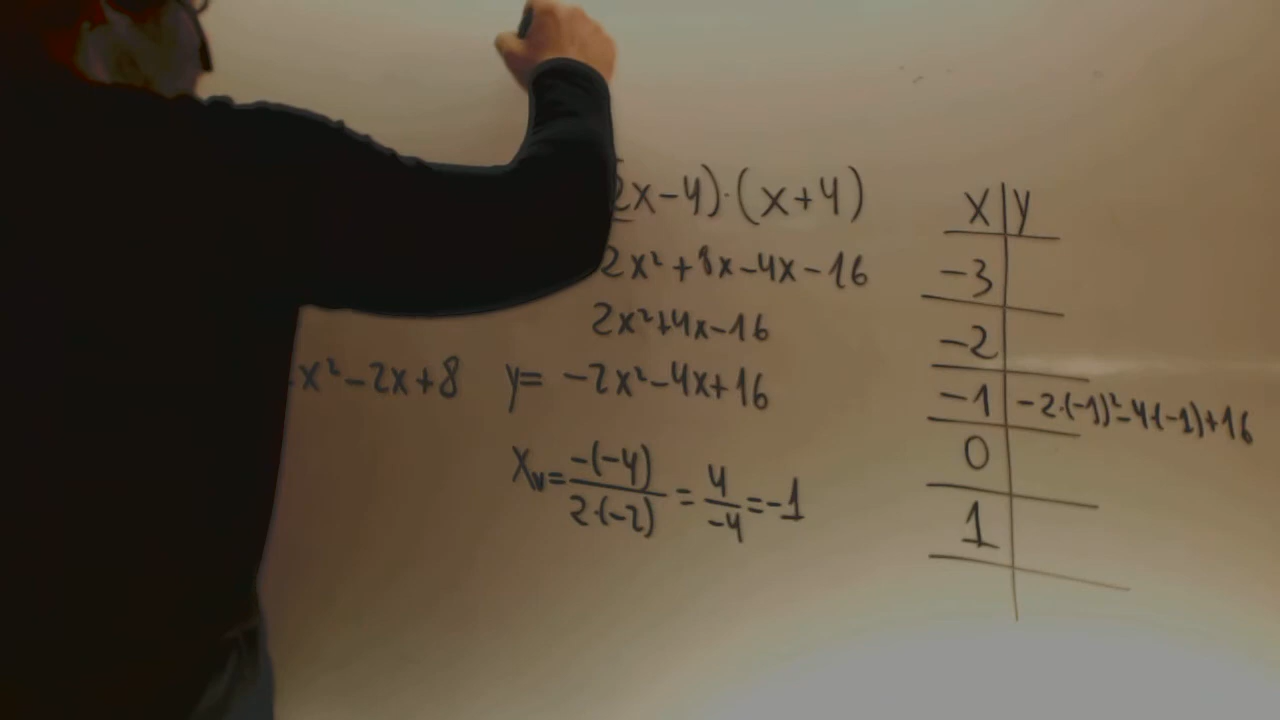 2x-4)·(x+4)
2x²+8x-4x-16
2x²+4x-16
x²-2x+8 y= -2x²-4x+16
Xv= -(-4)/2·(-2) = 4/-4 =-1
x | y
-3
-2
-1 | -2·(-1)²-4·(-1)+16
0
1